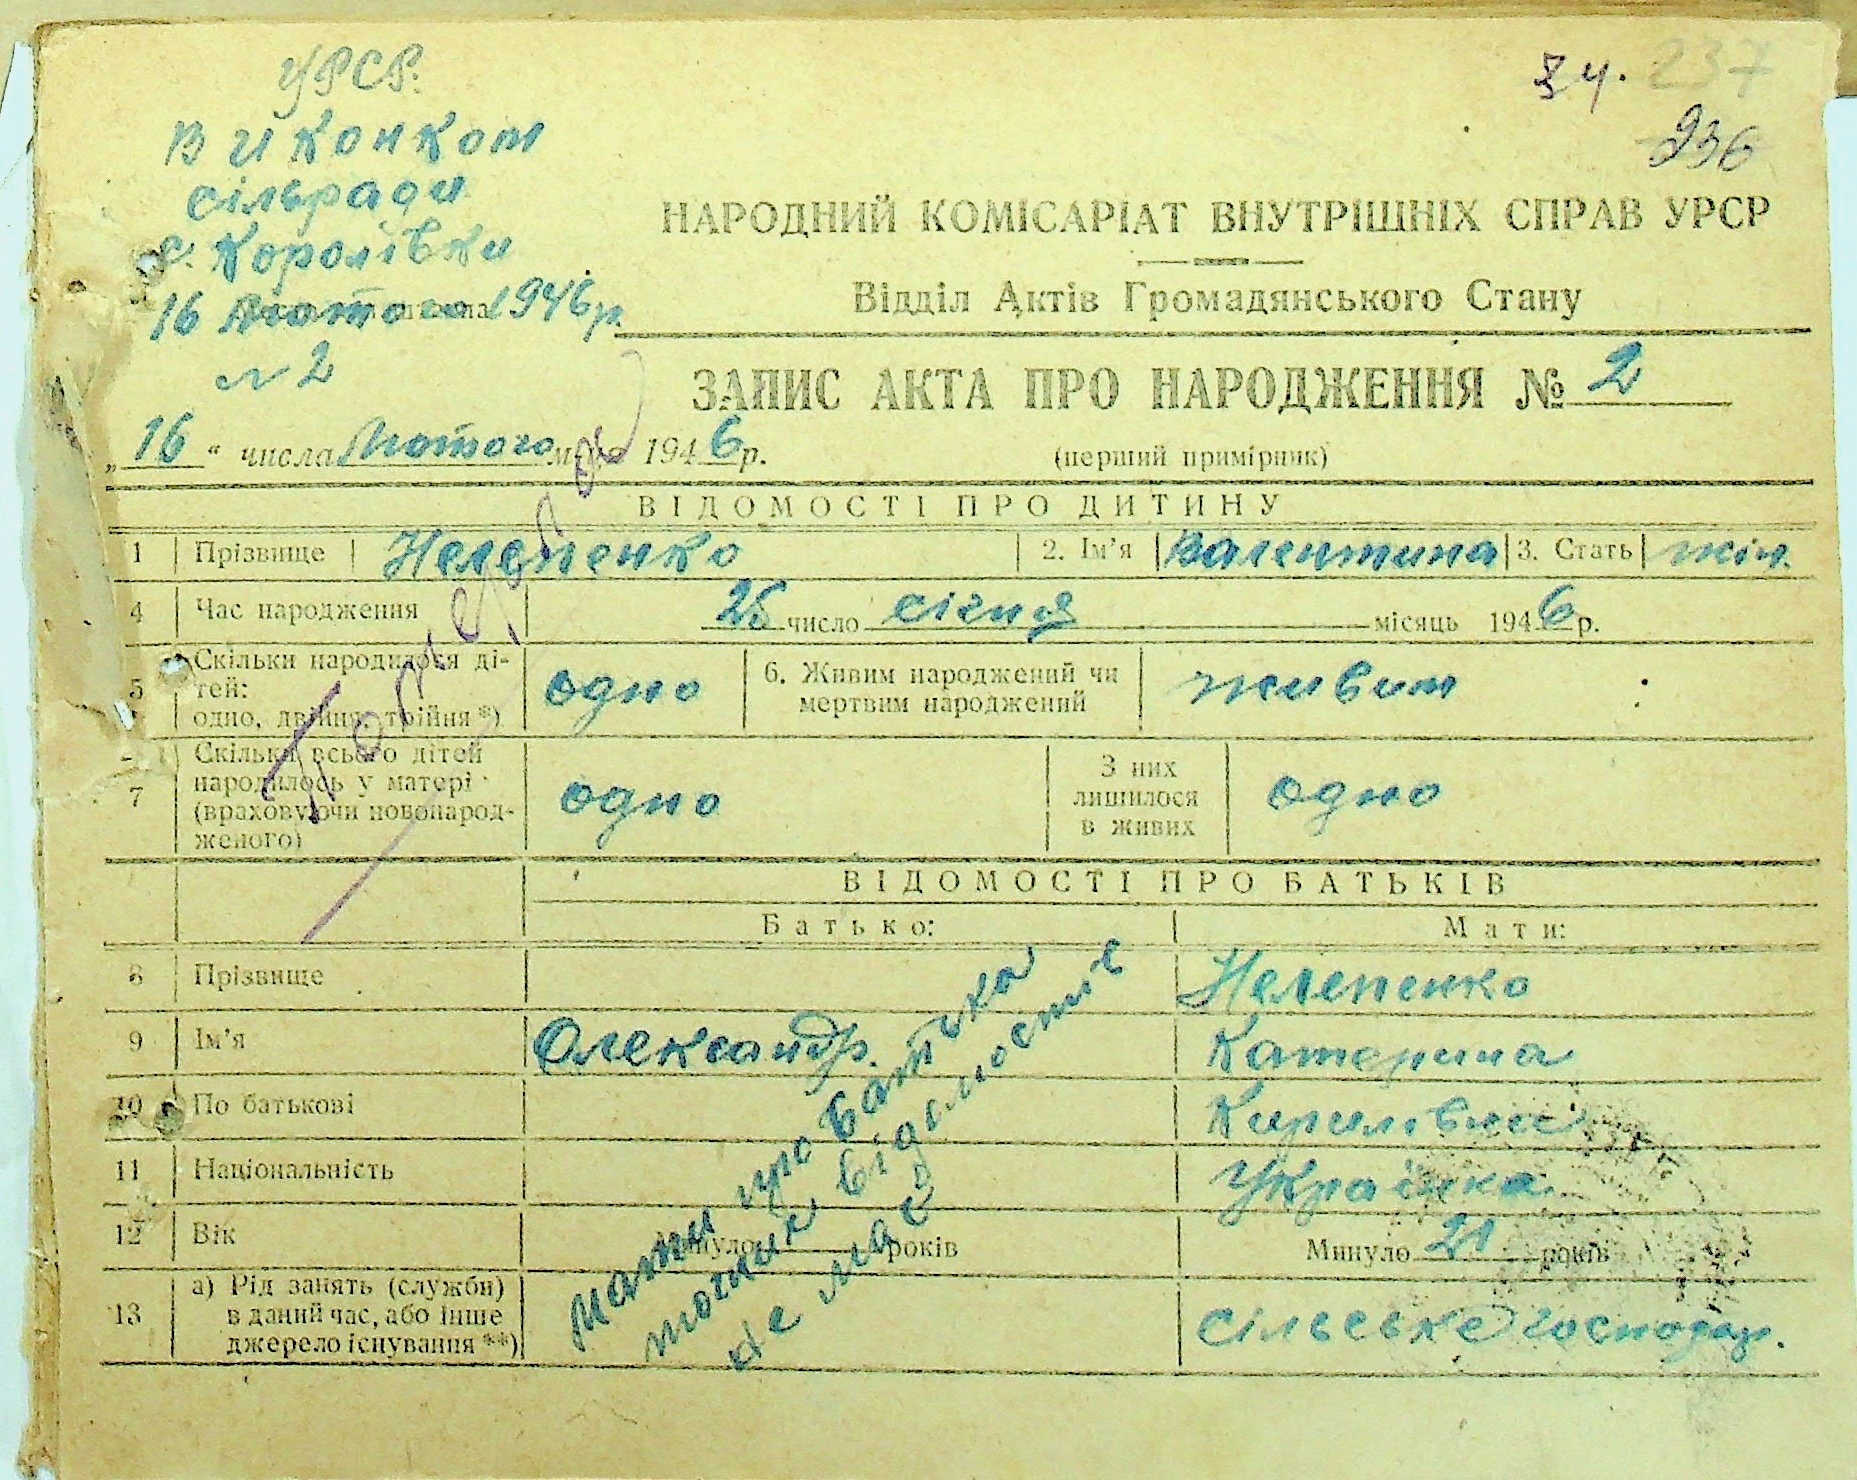 УРСР.
Виконком
сільради
с. Королівки
16 лютого 1946 р.
№ 2
34. 237
236
НАРОДНИЙ КОМІСАРІАТ ВНУТРІШНІХ СПРАВ УРСР
Відділ Актів Громадянського Стану
ЗАПИС АКТА ПРО НАРОДЖЕННЯ № 2
„16“ числа Лютого м-ця 1946 р.
(перший примірник)
ВІДОМОСТІ ПРО ДИТИНУ
1 Прізвище Нелепенко 2. Ім'я Валентина 3. Стать жін.
4 Час народження 26 число січня місяць 1946 р.
5 Скільки народилося ді-
тей:
одно, двійня, трійня *) одно 6. Живим народжений чи
мертвим народжений живим
7 Скільки всього дітей
народилось у матері
(враховуючи новонарод-
женого) одно З них
лишилося
в живих одно
ВІДОМОСТІ ПРО БАТЬКІВ
Батько: Мати:
8 Прізвище Нелепенко
9 Ім'я Олександр. Катерина
10 По батькові Кирилівна
11 Національність Українка
12 Вік Минуло років Минуло 21 років
13 а) Рід занять (служби)
в даний час, або інше
джерело існування **) сільське господар.
мати про батька
точних відомостів
не має